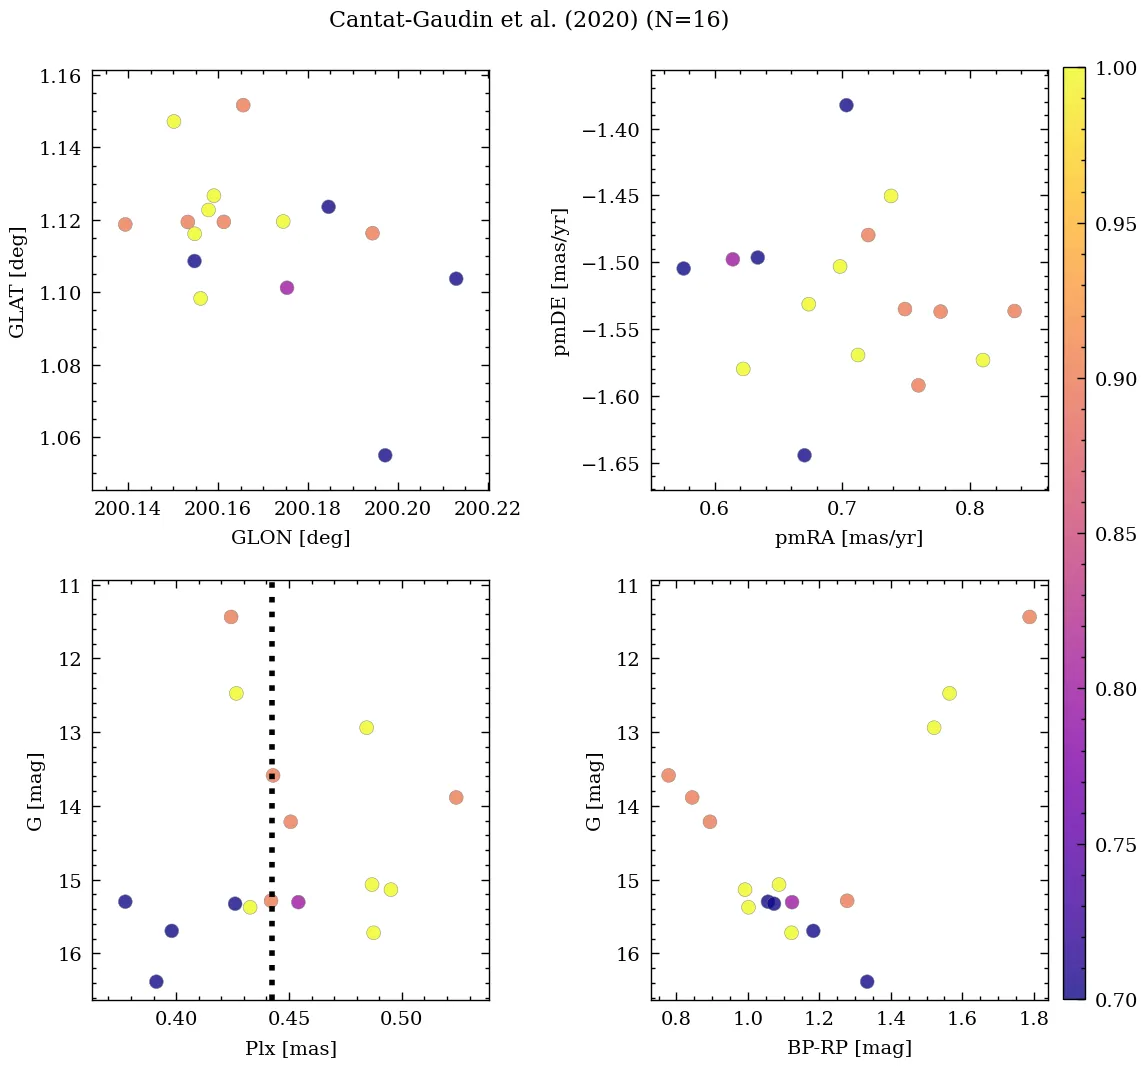 Cantat-Gaudin et al. (2020) (N=16)
1.16
1.14
1.12
1.10
1.08
1.06
GLAT [deg]
200.14 200.16 200.18 200.20 200.22
GLON [deg]
−1.40
−1.45
−1.50
−1.55
−1.60
−1.65
pmDE [mas/yr]
0.6 0.7 0.8
pmRA [mas/yr]
11
12
13
14
15
16
G [mag]
0.40 0.45 0.50
Plx [mas]
11
12
13
14
15
16
G [mag]
0.8 1.0 1.2 1.4 1.6 1.8
BP-RP [mag]
1.00
0.95
0.90
0.85
0.80
0.75
0.70